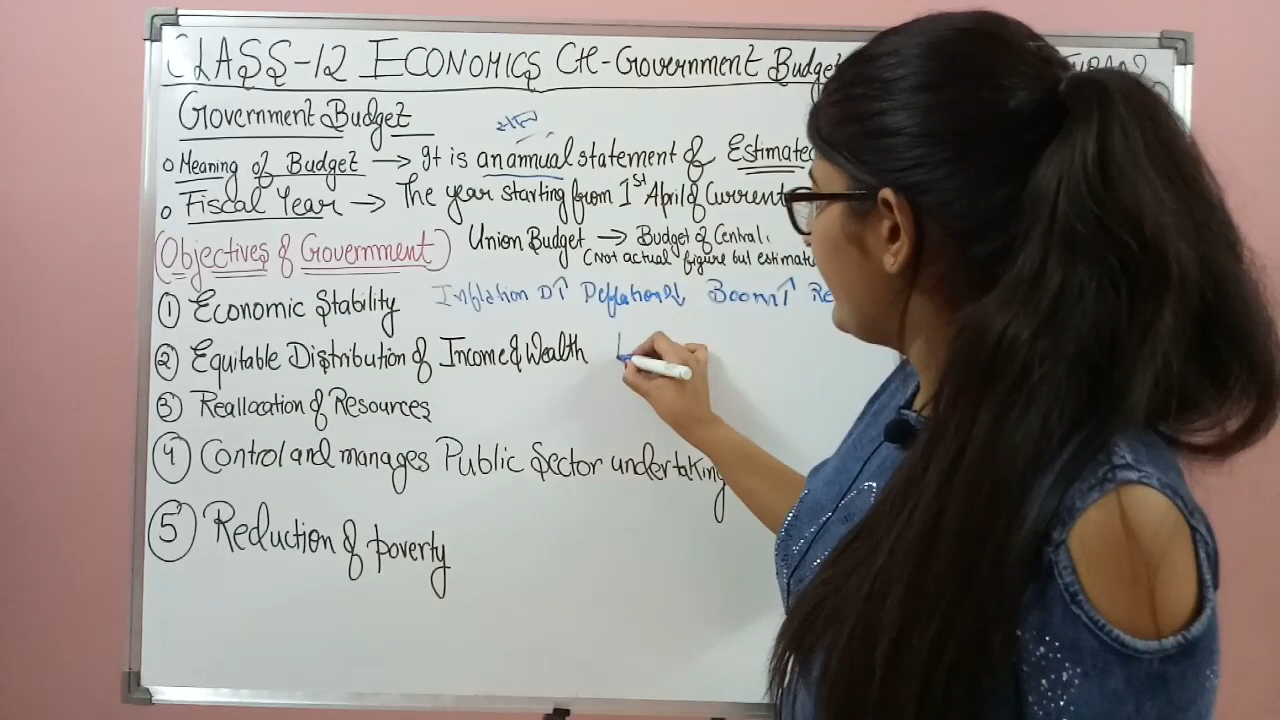 CLASS-12 ECONOMICS CH-Government Budget
Government Budget
Meaning of Budget → It is an annual statement of Estimated
Fiscal Year → The year starting from 1st April of Current
(Objectives of Government) Union Budget → Budget of Central.
(Not actual figure but estimate
① Economic Stability Inflation D↑ Deflation D↓ Boom↑ Re
② Equitable Distribution of Income & Wealth
③ Reallocation of Resources
④ Control and manages Public Sector undertaking
⑤ Reduction of poverty